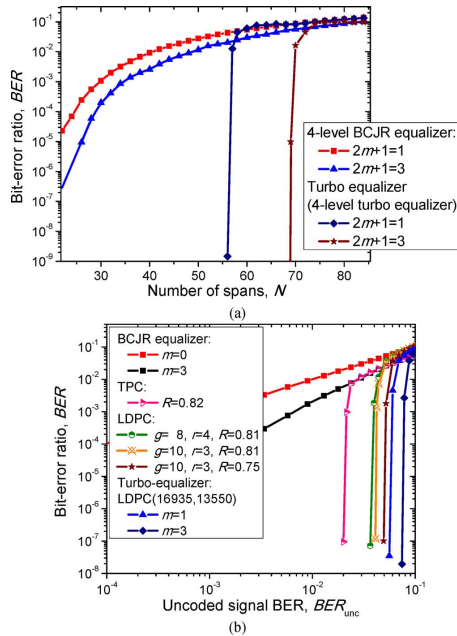 10⁰
10⁻¹
10⁻²
10⁻³
10⁻⁴
10⁻⁵
10⁻⁶
10⁻⁷
10⁻⁸
10⁻⁹
Bit-error ratio, BER
30 40 50 60 70 80
Number of spans, N
4-level BCJR equalizer:
2m+1=1
2m+1=3
Turbo equalizer
(4-level turbo equalizer)
2m+1=1
2m+1=3
(a)
10⁰
10⁻¹
10⁻²
10⁻³
10⁻⁴
10⁻⁵
10⁻⁶
10⁻⁷
10⁻⁸
Bit-error ratio, BER
BCJR equalizer:
m=0
m=3
TPC:
R=0.82
LDPC:
g= 8, r=4, R=0.81
g=10, r=3, R=0.81
g=10, r=3, R=0.75
Turbo-equalizer:
LDPC(16935,13550)
m=1
m=3
10⁻⁴ 10⁻³ 10⁻² 10⁻¹
Uncoded signal BER, BERunc
(b)